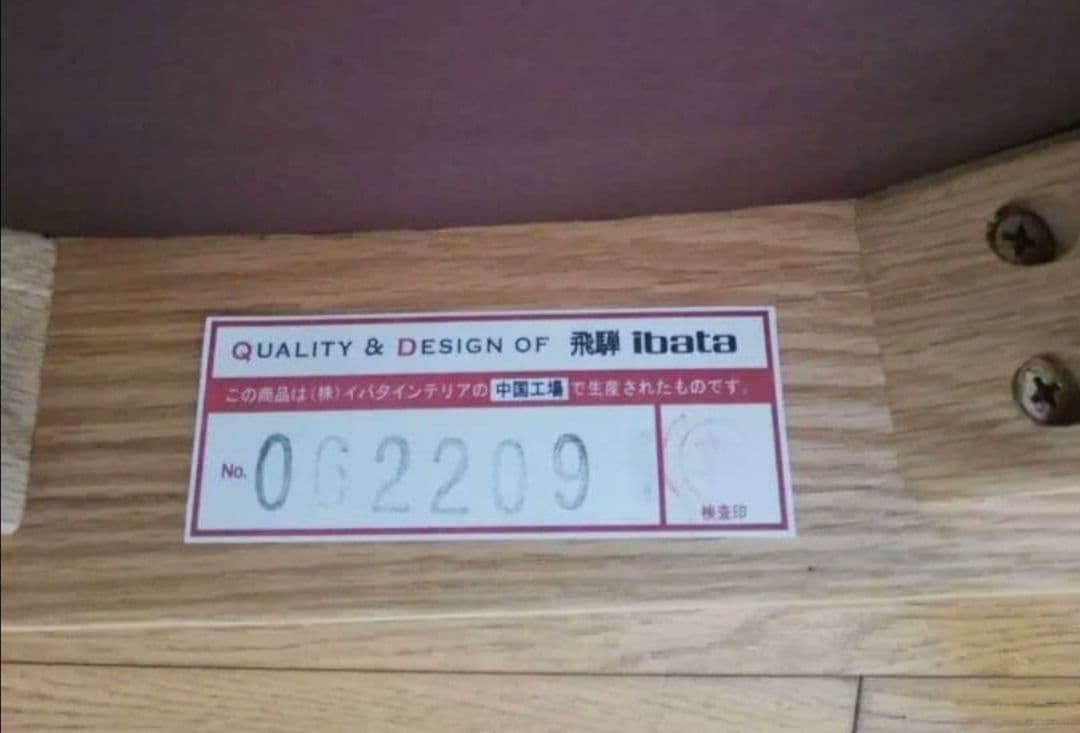 QUALITY & DESIGN OF 飛騨 ibata
この商品は(株)イバタインテリアの中国工場で生産されたものです。
No. 062209
検査印